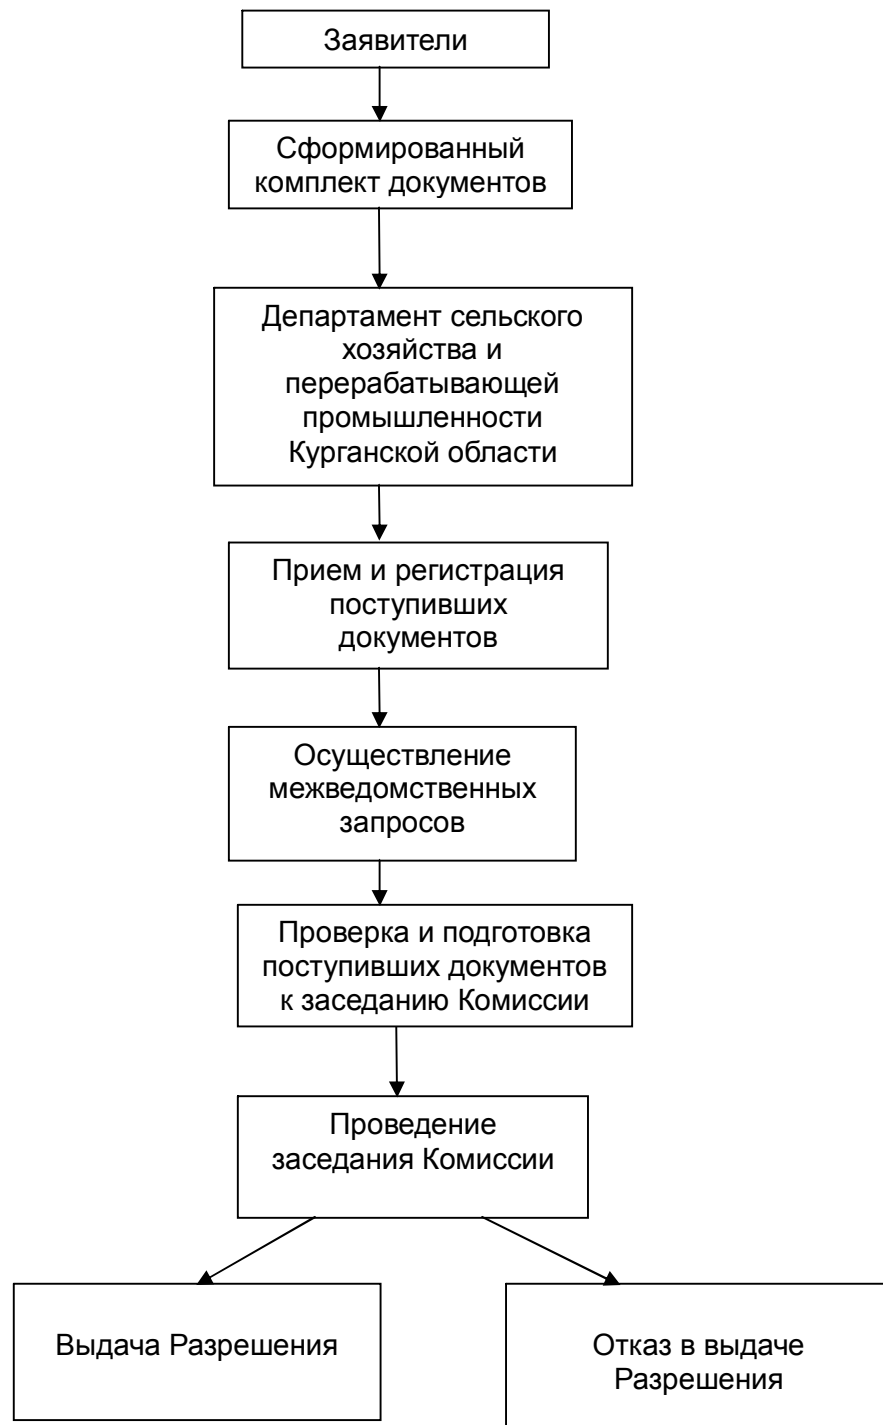 Заявители
Сформированный
комплект документов
Департамент сельского
хозяйства и
перерабатывающей
промышленности
Курганской области
Прием и регистрация
поступивших
документов
Осуществление
межведомственных
запросов
Проверка и подготовка
поступивших документов
к заседанию Комиссии
Проведение
заседания Комиссии
Выдача Разрешения
Отказ в выдаче
Разрешения